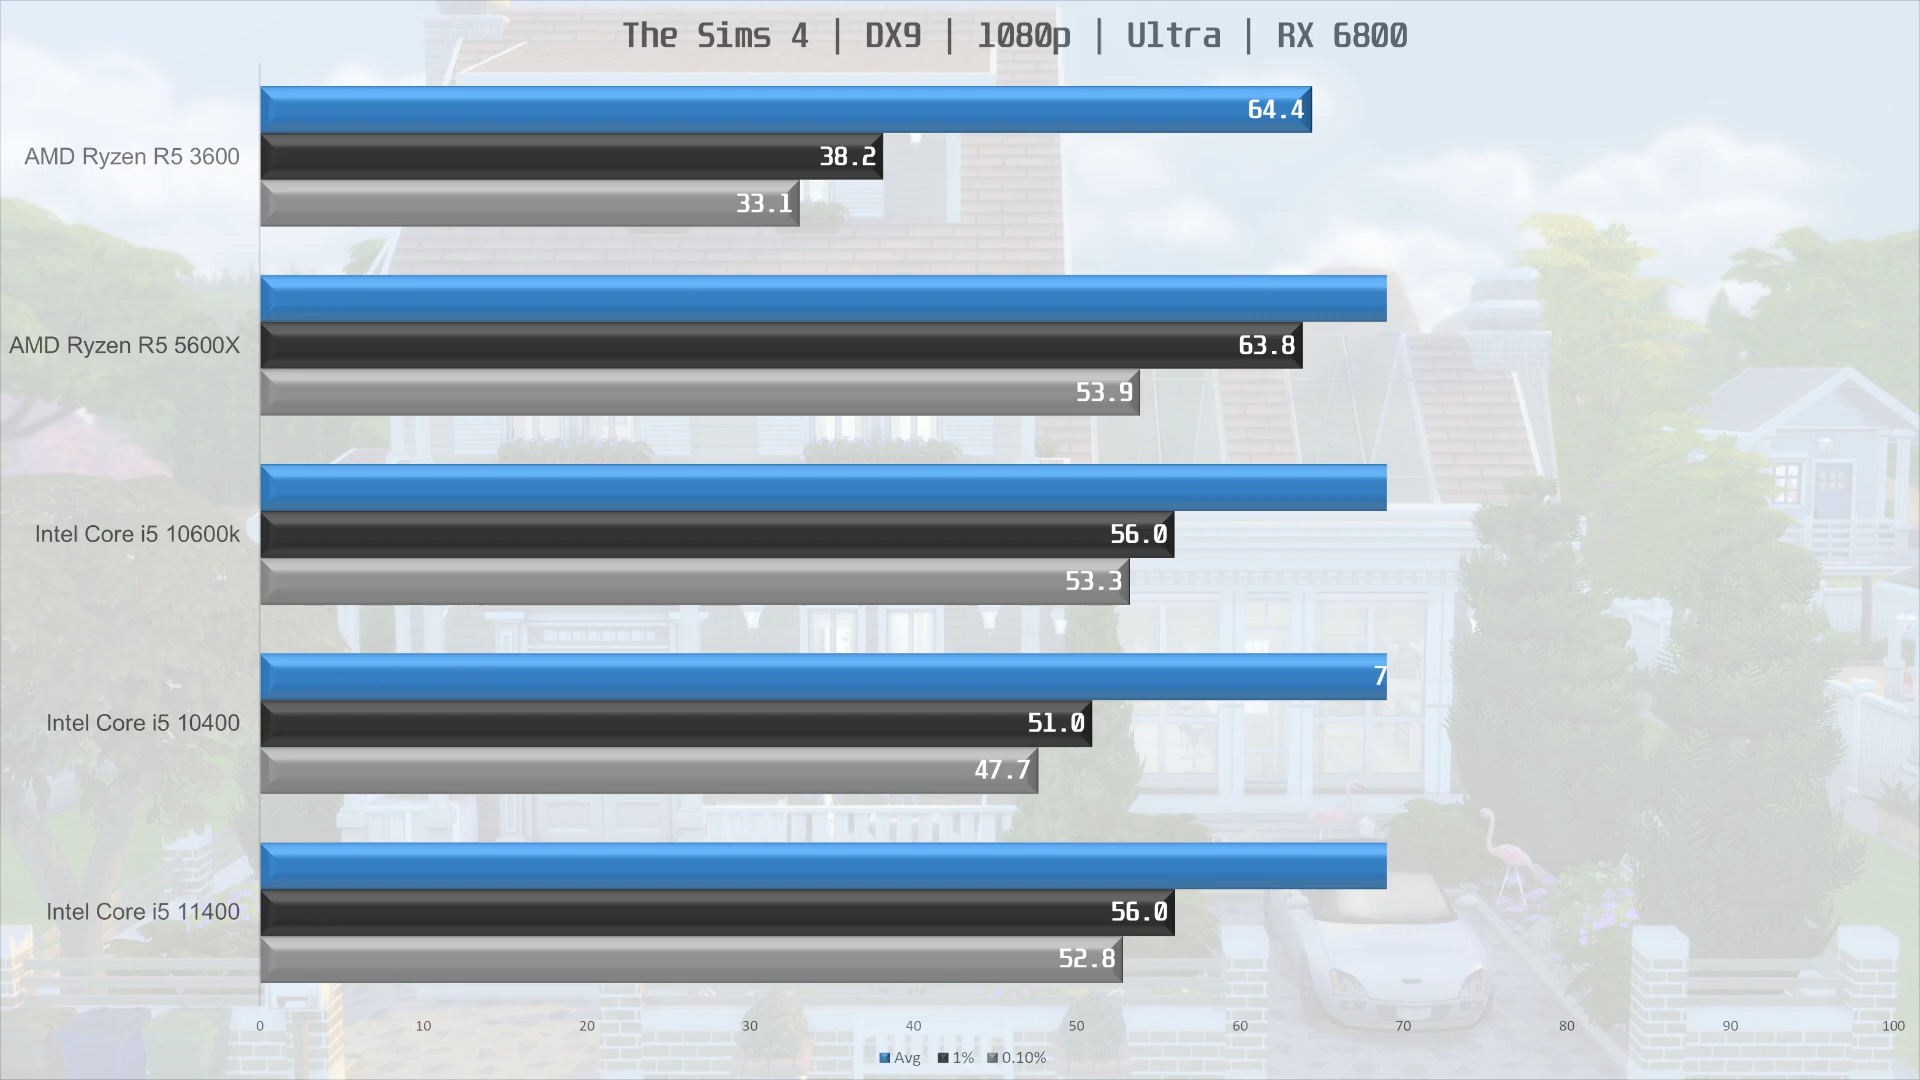 The Sims 4 | DX9 | 1080p | Ultra | RX 6800
AMD Ryzen R5 3600
64.4
38.2
33.1
AMD Ryzen R5 5600X
63.8
53.9
Intel Core i5 10600k
56.0
53.3
Intel Core i5 10400
7
51.0
47.7
Intel Core i5 11400
56.0
52.8
0 10 20 30 40 50 60 70 80 90 100
Avg 1% 0.10%